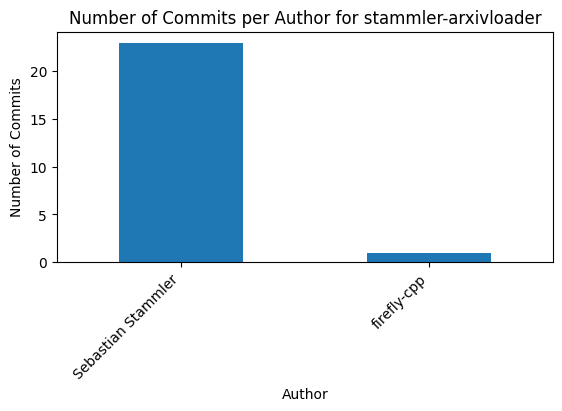 Number of Commits per Author for stammler-arxivloader
Number of Commits
20
15
10
5
0
Sebastian Stammler
firefly-cpp
Author